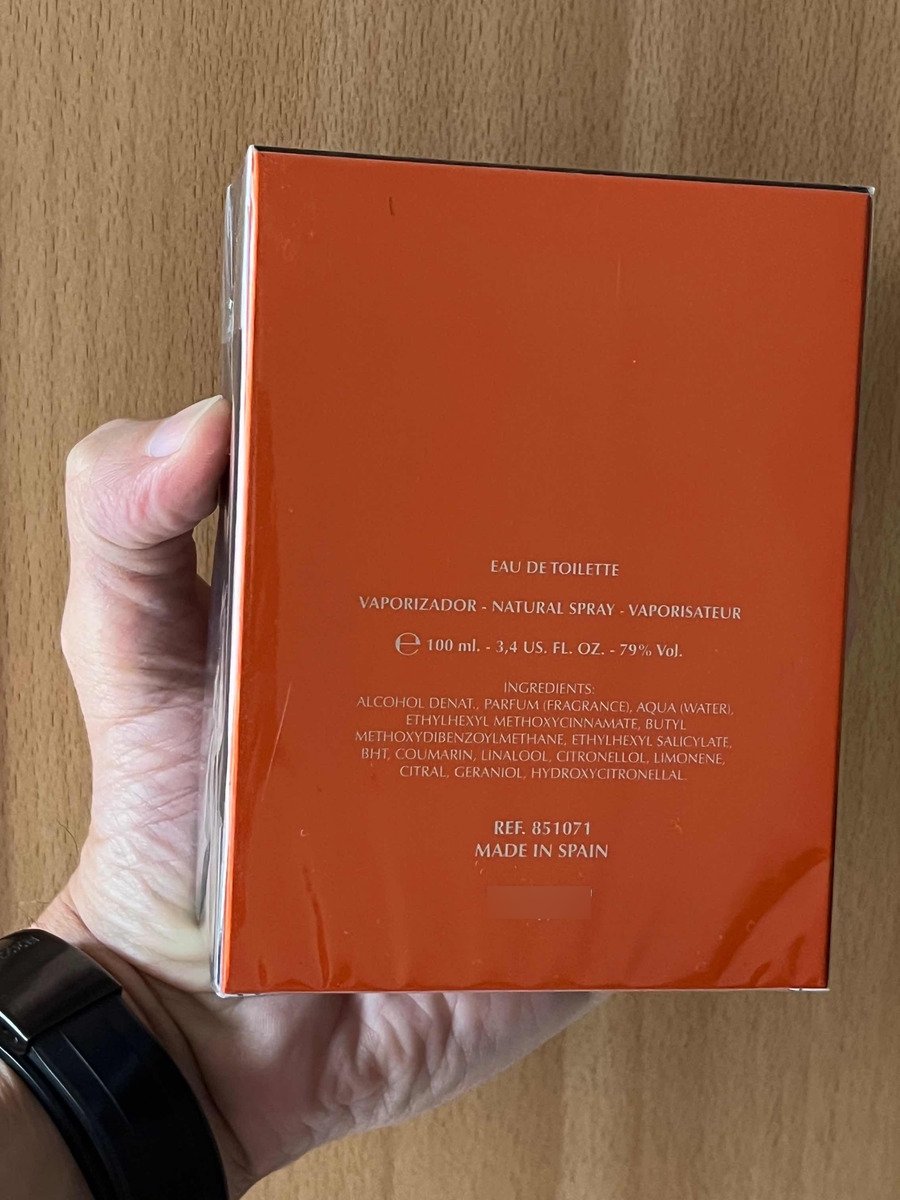 EAU DE TOILETTE
VAPORIZADOR - NATURAL SPRAY - VAPORISATEUR
℮ 100 ml. - 3,4 US. FL. OZ. - 79% Vol.
INGREDIENTS:
ALCOHOL DENAT., PARFUM (FRAGRANCE), AQUA (WATER),
ETHYLHEXYL METHOXYCINNAMATE, BUTYL
METHOXYDIBENZOYLMETHANE, ETHYLHEXYL SALICYLATE,
BHT, COUMARIN, LINALOOL, CITRONELLOL, LIMONENE,
CITRAL, GERANIOL, HYDROXYCITRONELLAL.
REF. 851071
MADE IN SPAIN